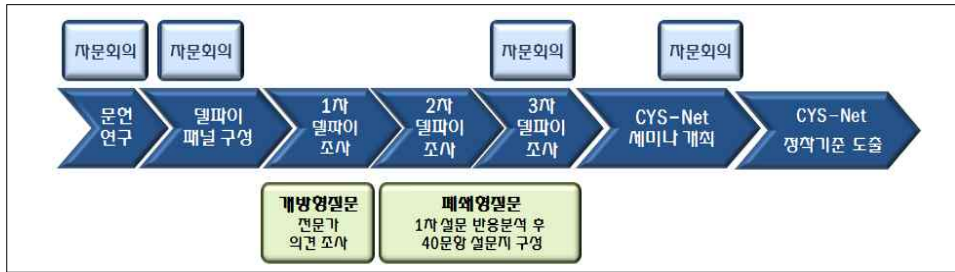 자문회의
자문회의
자문회의
자문회의
문헌
연구
델파이
패널 구성
1차
델파이
조사
2차
델파이
조사
3차
델파이
조사
CYS-Net
세미나 개최
CYS-Net
정착기준 도출
개방형질문
전문가
의견 조사
폐쇄형질문
1차 설문 반응분석 후
40문항 설문지 구성